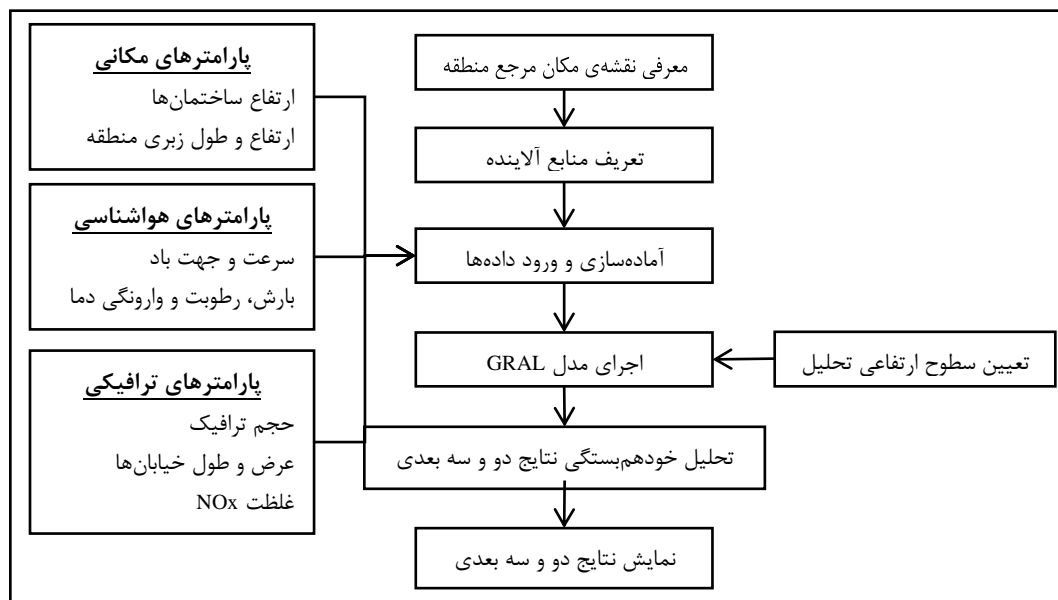 پارامترهای مکانی
ارتفاع ساختمان‌ها
ارتفاع و طول زبری منطقه
پارامترهای هواشناسی
سرعت و جهت باد
بارش، رطوبت و وارونگی دما
پارامترهای ترافیکی
حجم ترافیک
عرض و طول خیابان‌ها
غلظت NOx
معرفی نقشه‌ی مکان مرجع منطقه
تعریف منابع آلاینده
آماده‌سازی و ورود داده‌ها
اجرای مدل GRAL
تعیین سطوح ارتفاعی تحلیل
تحلیل خودهم‌بستگی نتایج دو و سه بعدی
نمایش نتایج دو و سه بعدی